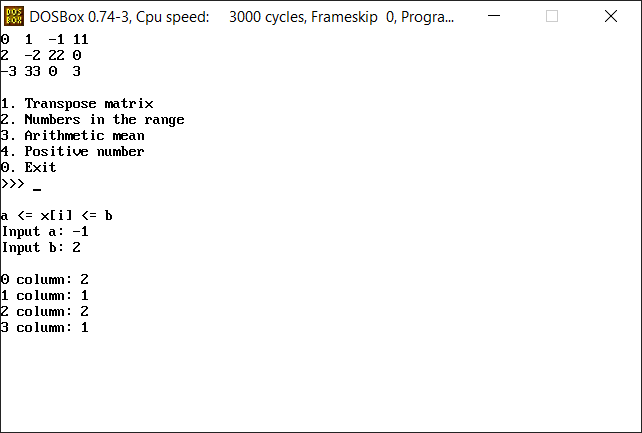 DOS BOX
DOSBox 0.74-3, Cpu speed: 3000 cycles, Frameskip 0, Progra...
0 1 -1 11
2 -2 22 0
-3 33 0 3
1. Transpose matrix
2. Numbers in the range
3. Arithmetic mean
4. Positive number
0. Exit
>>> _
a <= x[i] <= b
Input a: -1
Input b: 2
0 column: 2
1 column: 1
2 column: 2
3 column: 1